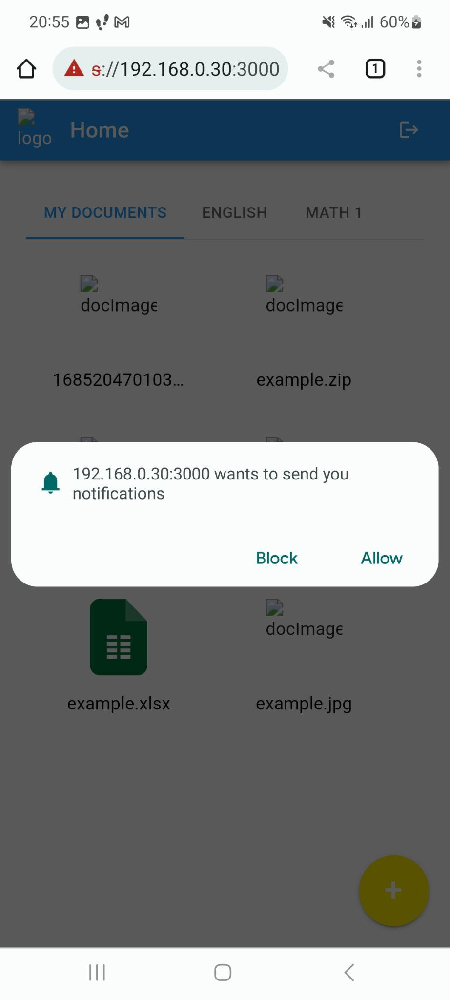 20:55 60%
s://192.168.0.30:3000 1
logo Home
MY DOCUMENTS ENGLISH MATH 1
docImage docImage
168520470103... example.zip
192.168.0.30:3000 wants to send you
notifications
Block Allow
docImage
example.xlsx example.jpg
+